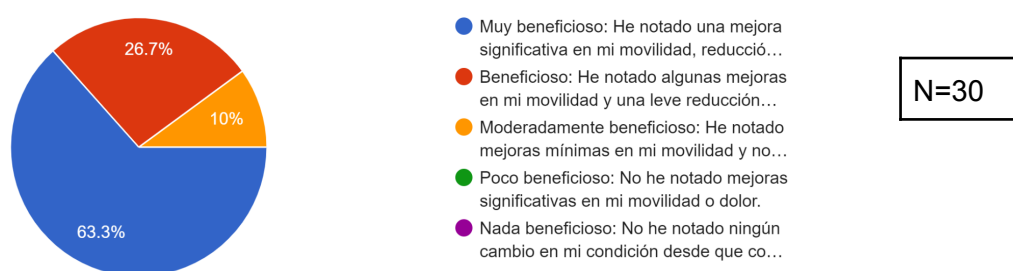 26.7%
10%
63.3%
Muy beneficioso: He notado una mejora
significativa en mi movilidad, reducció…
Beneficioso: He notado algunas mejoras
en mi movilidad y una leve reducción…
Moderadamente beneficioso: He notado
mejoras mínimas en mi movilidad y no…
Poco beneficioso: No he notado mejoras
significativas en mi movilidad o dolor.
Nada beneficioso: No he notado ningún
cambio en mi condición desde que co…
N=30